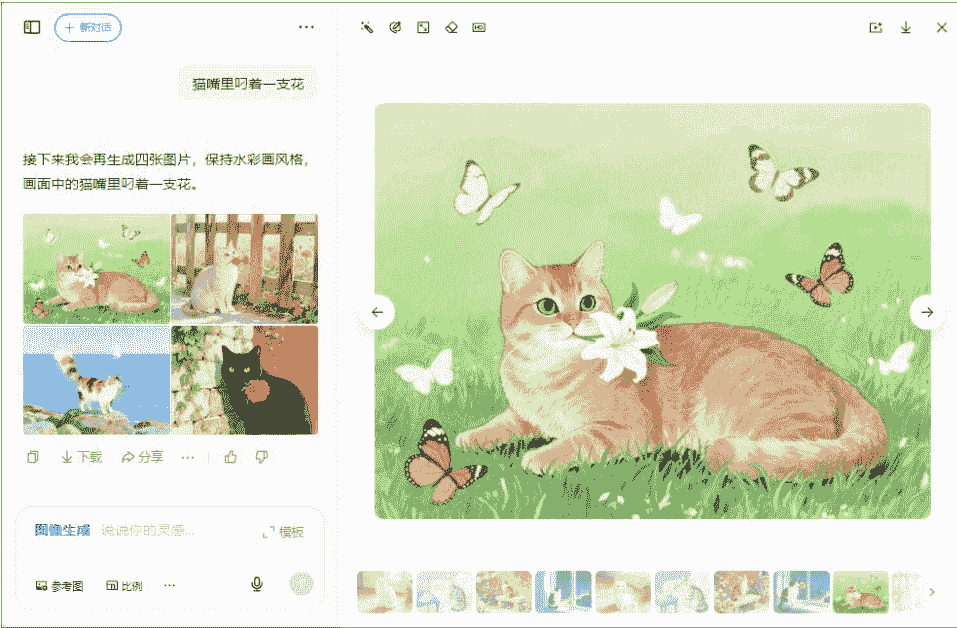 新对话
猫嘴里叼着一支花
接下来我会再生成四张图片，保持水彩画风格，
画面中的猫嘴里叼着一支花。
下载
分享
图像生成
说说你的灵感...
模板
参考图
比例
HD